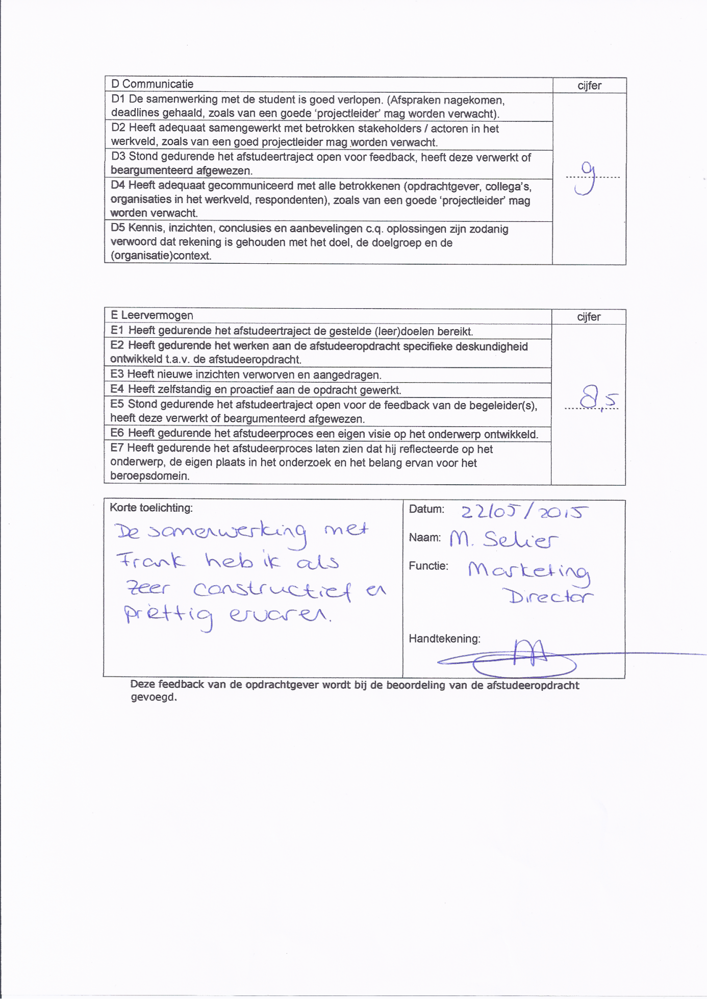 D Communicatie
cijfer
D1 De samenwerking met de student is goed verlopen. (Afspraken nagekomen,
deadlines gehaald, zoals van een goede ‘projectleider’ mag worden verwacht).
D2 Heeft adequaat samengewerkt met betrokken stakeholders / actoren in het
werkveld, zoals van een goed projectleider mag worden verwacht.
D3 Stond gedurende het afstudeertraject open voor feedback, heeft deze verwerkt of
beargumenteerd afgewezen.
D4 Heeft adequaat gecommuniceerd met alle betrokkenen (opdrachtgever, collega’s,
organisaties in het werkveld, respondenten), zoals van een goede ‘projectleider’ mag
worden verwacht.
D5 Kennis, inzichten, conclusies en aanbevelingen c.q. oplossingen zijn zodanig
verwoord dat rekening is gehouden met het doel, de doelgroep en de
(organisatie)context.
9
E Leervermogen
cijfer
E1 Heeft gedurende het afstudeertraject de gestelde (leer)doelen bereikt.
E2 Heeft gedurende het werken aan de afstudeeropdracht specifieke deskundigheid
ontwikkeld t.a.v. de afstudeeropdracht.
E3 Heeft nieuwe inzichten verworven en aangedragen.
E4 Heeft zelfstandig en proactief aan de opdracht gewerkt.
E5 Stond gedurende het afstudeertraject open voor de feedback van de begeleider(s),
heeft deze verwerkt of beargumenteerd afgewezen.
E6 Heeft gedurende het afstudeerproces een eigen visie op het onderwerp ontwikkeld.
E7 Heeft gedurende het afstudeerproces laten zien dat hij reflecteerde op het
onderwerp, de eigen plaats in het onderzoek en het belang ervan voor het
beroepsdomein.
8,5
Korte toelichting:
De samenwerking met
Frank heb ik als
zeer constructief en
prettig ervaren.
Datum: 22/05/2015
Naam: M. Selier
Functie: Marketing
Director
Handtekening:
Deze feedback van de opdrachtgever wordt bij de beoordeling van de afstudeeropdracht
gevoegd.